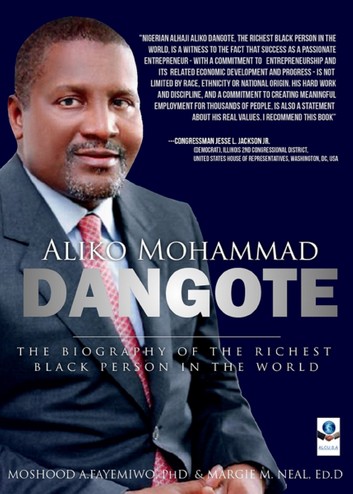 "NIGERIAN ALHAJI ALIKO DANGOTE, THE RICHEST BLACK PERSON IN THE
WORLD, IS A WITNESS TO THE FACT THAT SUCCESS AS A PASSIONATE
ENTREPRENEUR - WITH A COMMITMENT TO ENTREPRENEURSHIP AND
ITS RELATED ECONOMIC DEVELOPMENT AND PROGRESS - IS NOT
LIMITED BY RACE, ETHNICITY OR NATIONAL ORIGIN. HIS HARD WORK
AND DISCIPLINE, AND A COMMITMENT TO CREATING MEANINGFUL
EMPLOYMENT FOR THOUSANDS OF PEOPLE, IS ALSO A STATEMENT
ABOUT HIS REAL VALUES. I RECOMMEND THIS BOOK"
---CONGRESSMAN JESSE L. JACKSON JR.
(DEMOCRAT), ILLINOIS 2ND CONGRESSIONAL DISTRICT,
UNITED STATES HOUSE OF REPRESENTATIVES, WASHINGTON, DC, USA
ALIKO MOHAMMAD
DANGOTE
THE BIOGRAPHY OF THE RICHEST
BLACK PERSON IN THE WORLD
MOSHOOD A.FAYEMIWO, PHD & MARGIE M. NEAL, ED.D